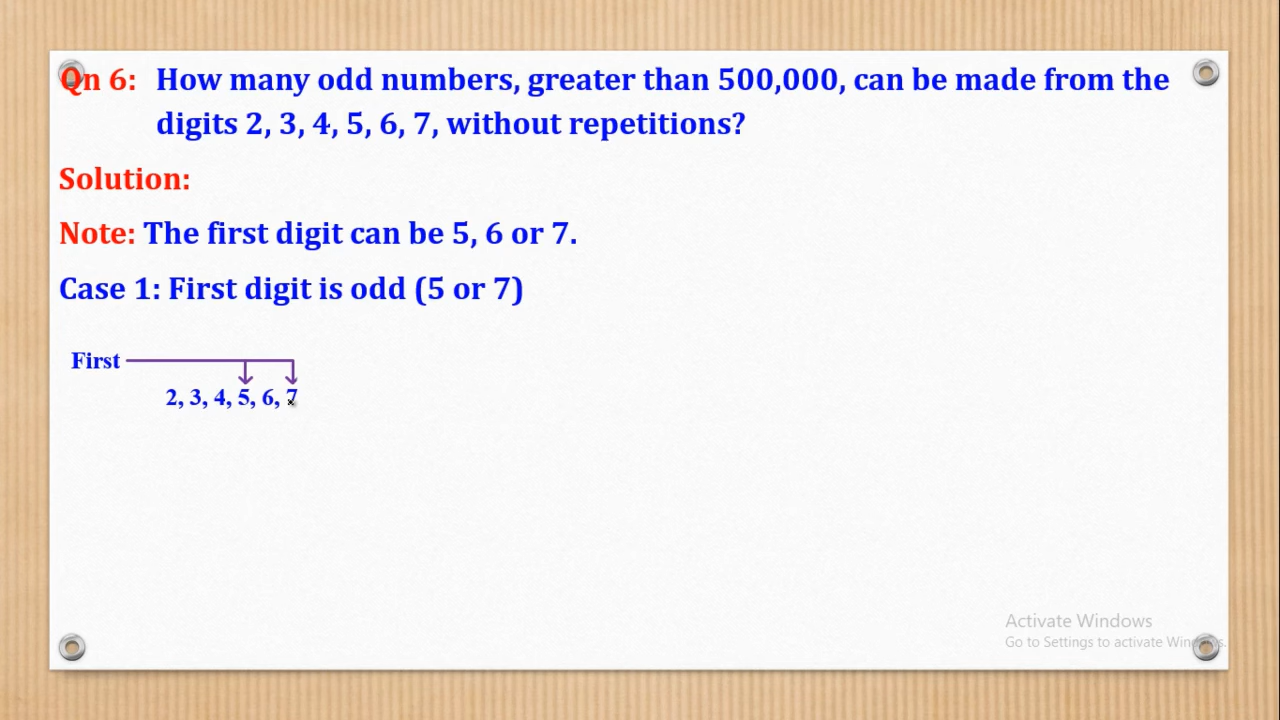 Qn 6: How many odd numbers, greater than 500,000, can be made from the
digits 2, 3, 4, 5, 6, 7, without repetitions?
Solution:
Note: The first digit can be 5, 6 or 7.
Case 1: First digit is odd (5 or 7)
First
2, 3, 4, 5, 6, 7
Activate Windows
Go to Settings to activate Windows.